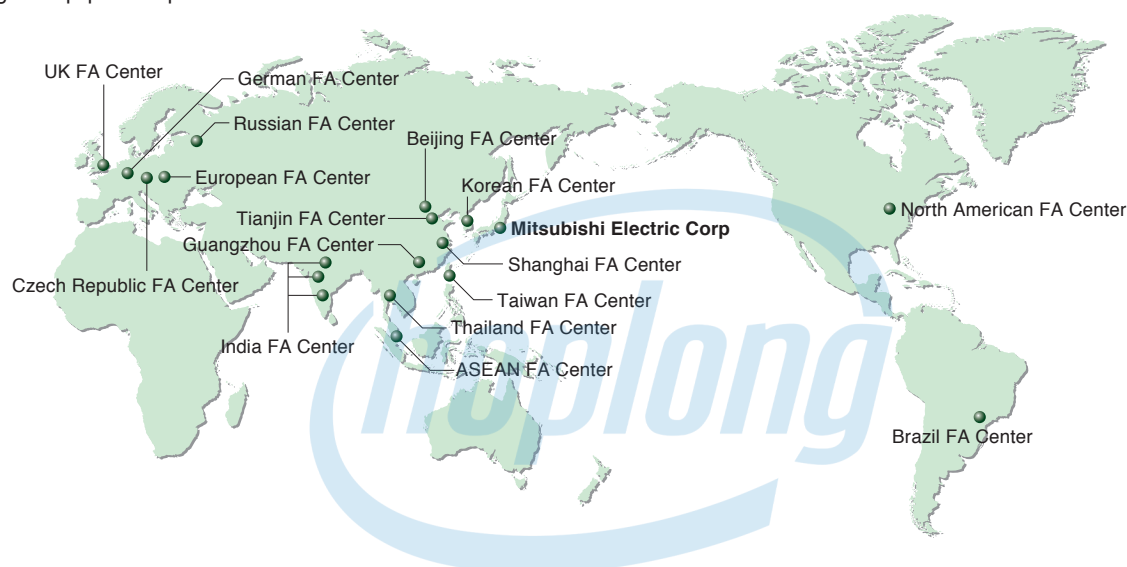 UK FA Center
German FA Center
Russian FA Center
Beijing FA Center
European FA Center
Korean FA Center
Tianjin FA Center
North American FA Center
Mitsubishi Electric Corp
Guangzhou FA Center
Shanghai FA Center
Czech Republic FA Center
Taiwan FA Center
Thailand FA Center
India FA Center
ASEAN FA Center
hoplong
Brazil FA Center